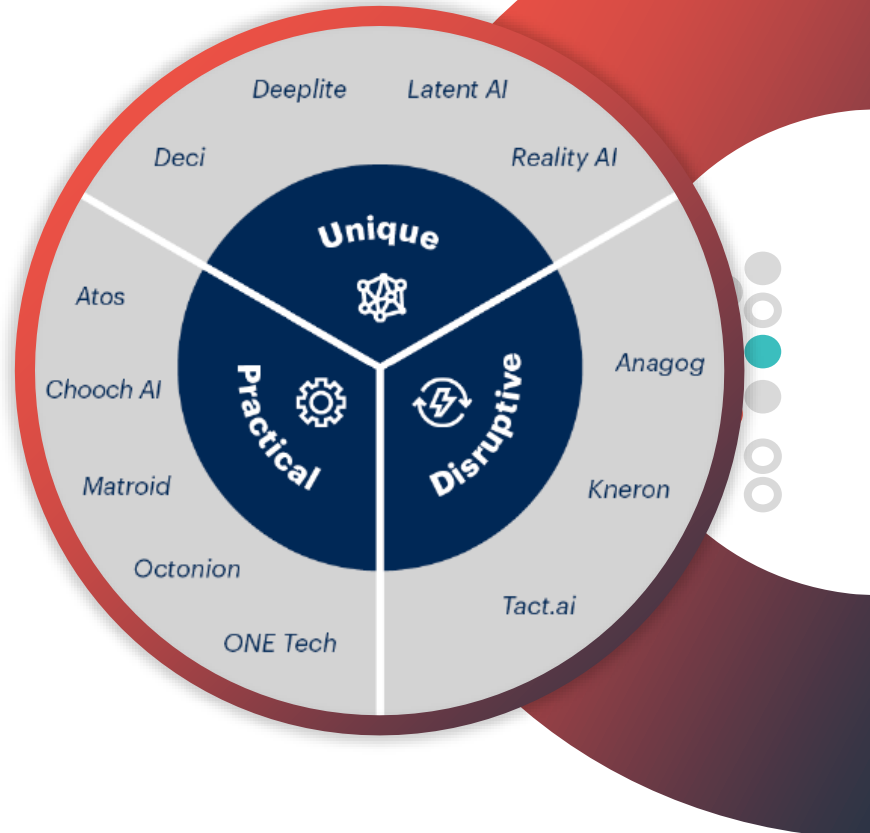 Deeplite
Latent AI
Deci
Reality AI
Unique
Atos
Chooch AI
Matroid
Octonion
ONE Tech
Practical
Disruptive
Anagog
Kneron
Tact.ai